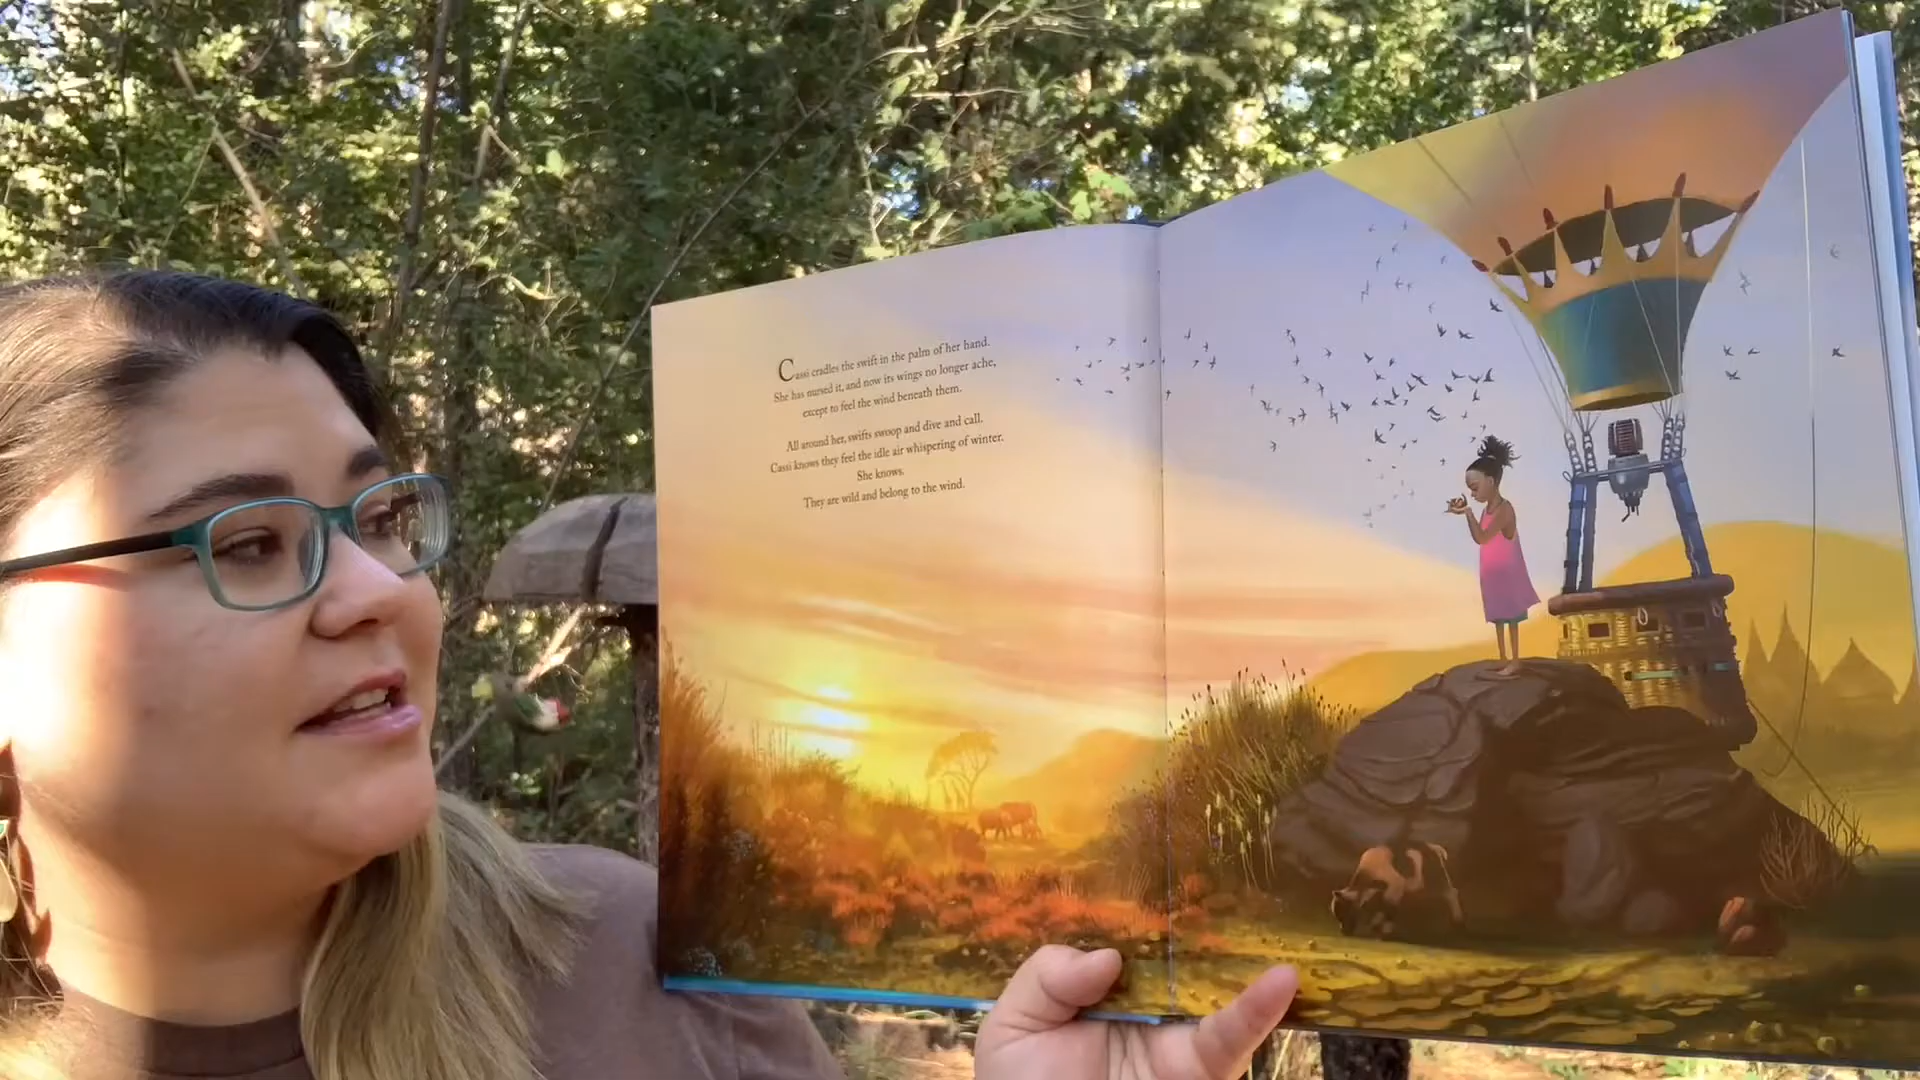 Cassi cradles the swift in the palm of her hand.
She has nursed it, and now its wings no longer ache,
except to feel the wind beneath them.
All around her, swifts swoop and dive and call.
Cassi knows they feel the idle air whispering of winter.
She knows.
They are wild and belong to the wind.